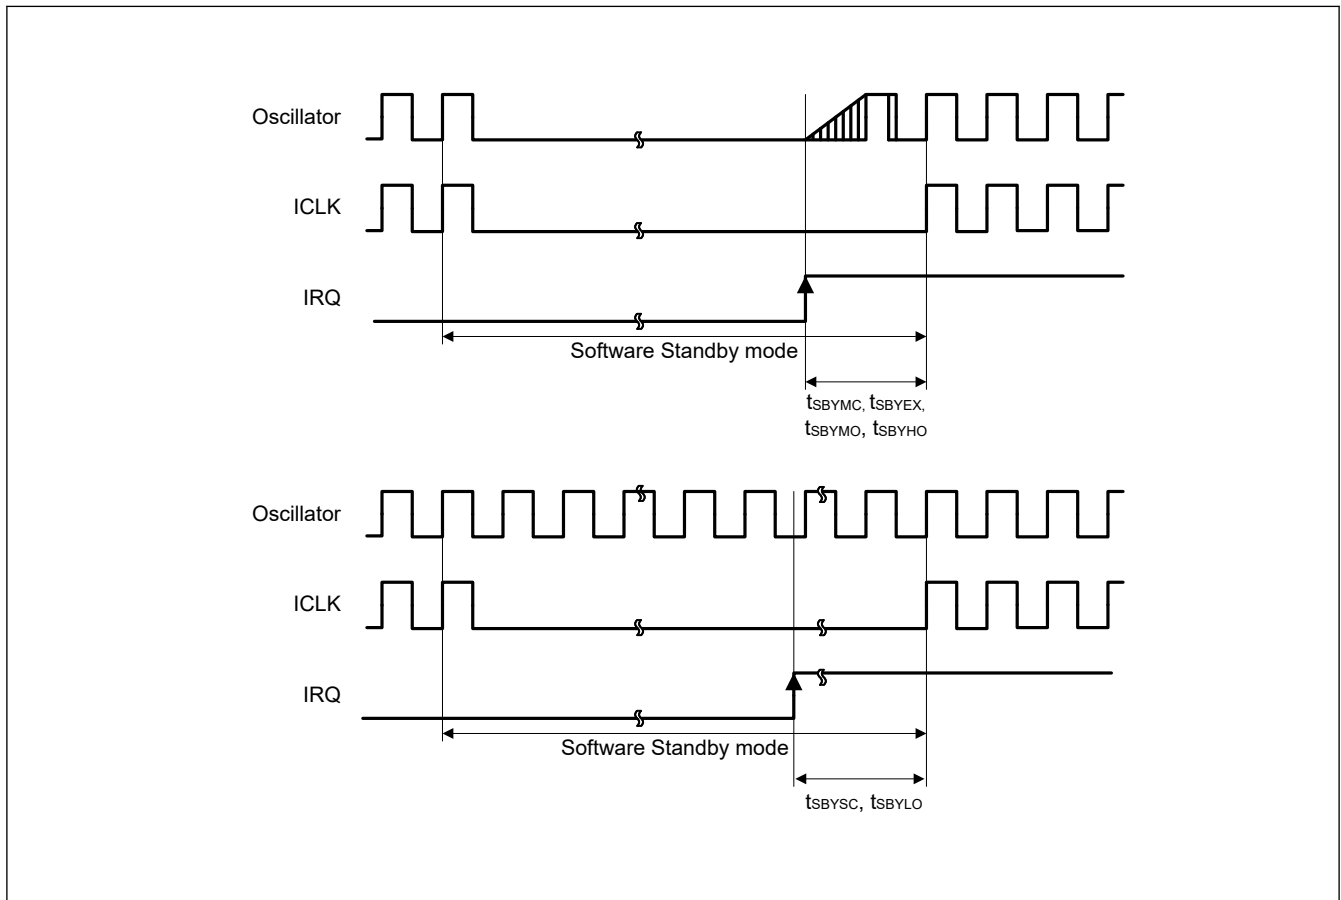 Oscillator
ICLK
IRQ
Software Standby mode
tSBYMC, tSBYEX,
tSBYMO, tSBYHO
Oscillator
ICLK
IRQ
Software Standby mode
tSBYSC, tSBYLO